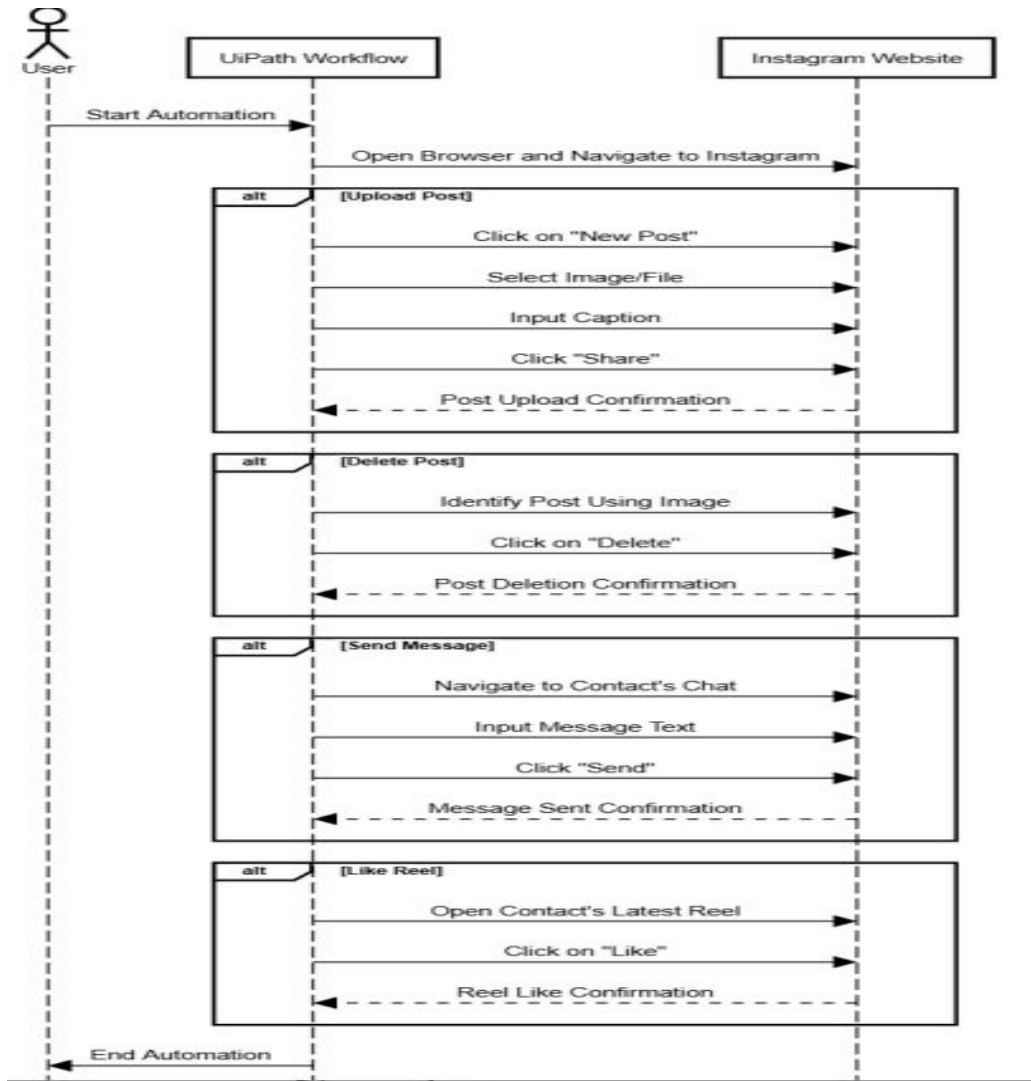 User
UiPath Workflow
Instagram Website
Start Automation
Open Browser and Navigate to Instagram
alt [Upload Post]
Click on "New Post"
Select Image/File
Input Caption
Click "Share"
Post Upload Confirmation
alt [Delete Post]
Identify Post Using Image
Click on "Delete"
Post Deletion Confirmation
alt [Send Message]
Navigate to Contact's Chat
Input Message Text
Click "Send"
Message Sent Confirmation
alt [Like Reel]
Open Contact's Latest Reel
Click on "Like"
Reel Like Confirmation
End Automation